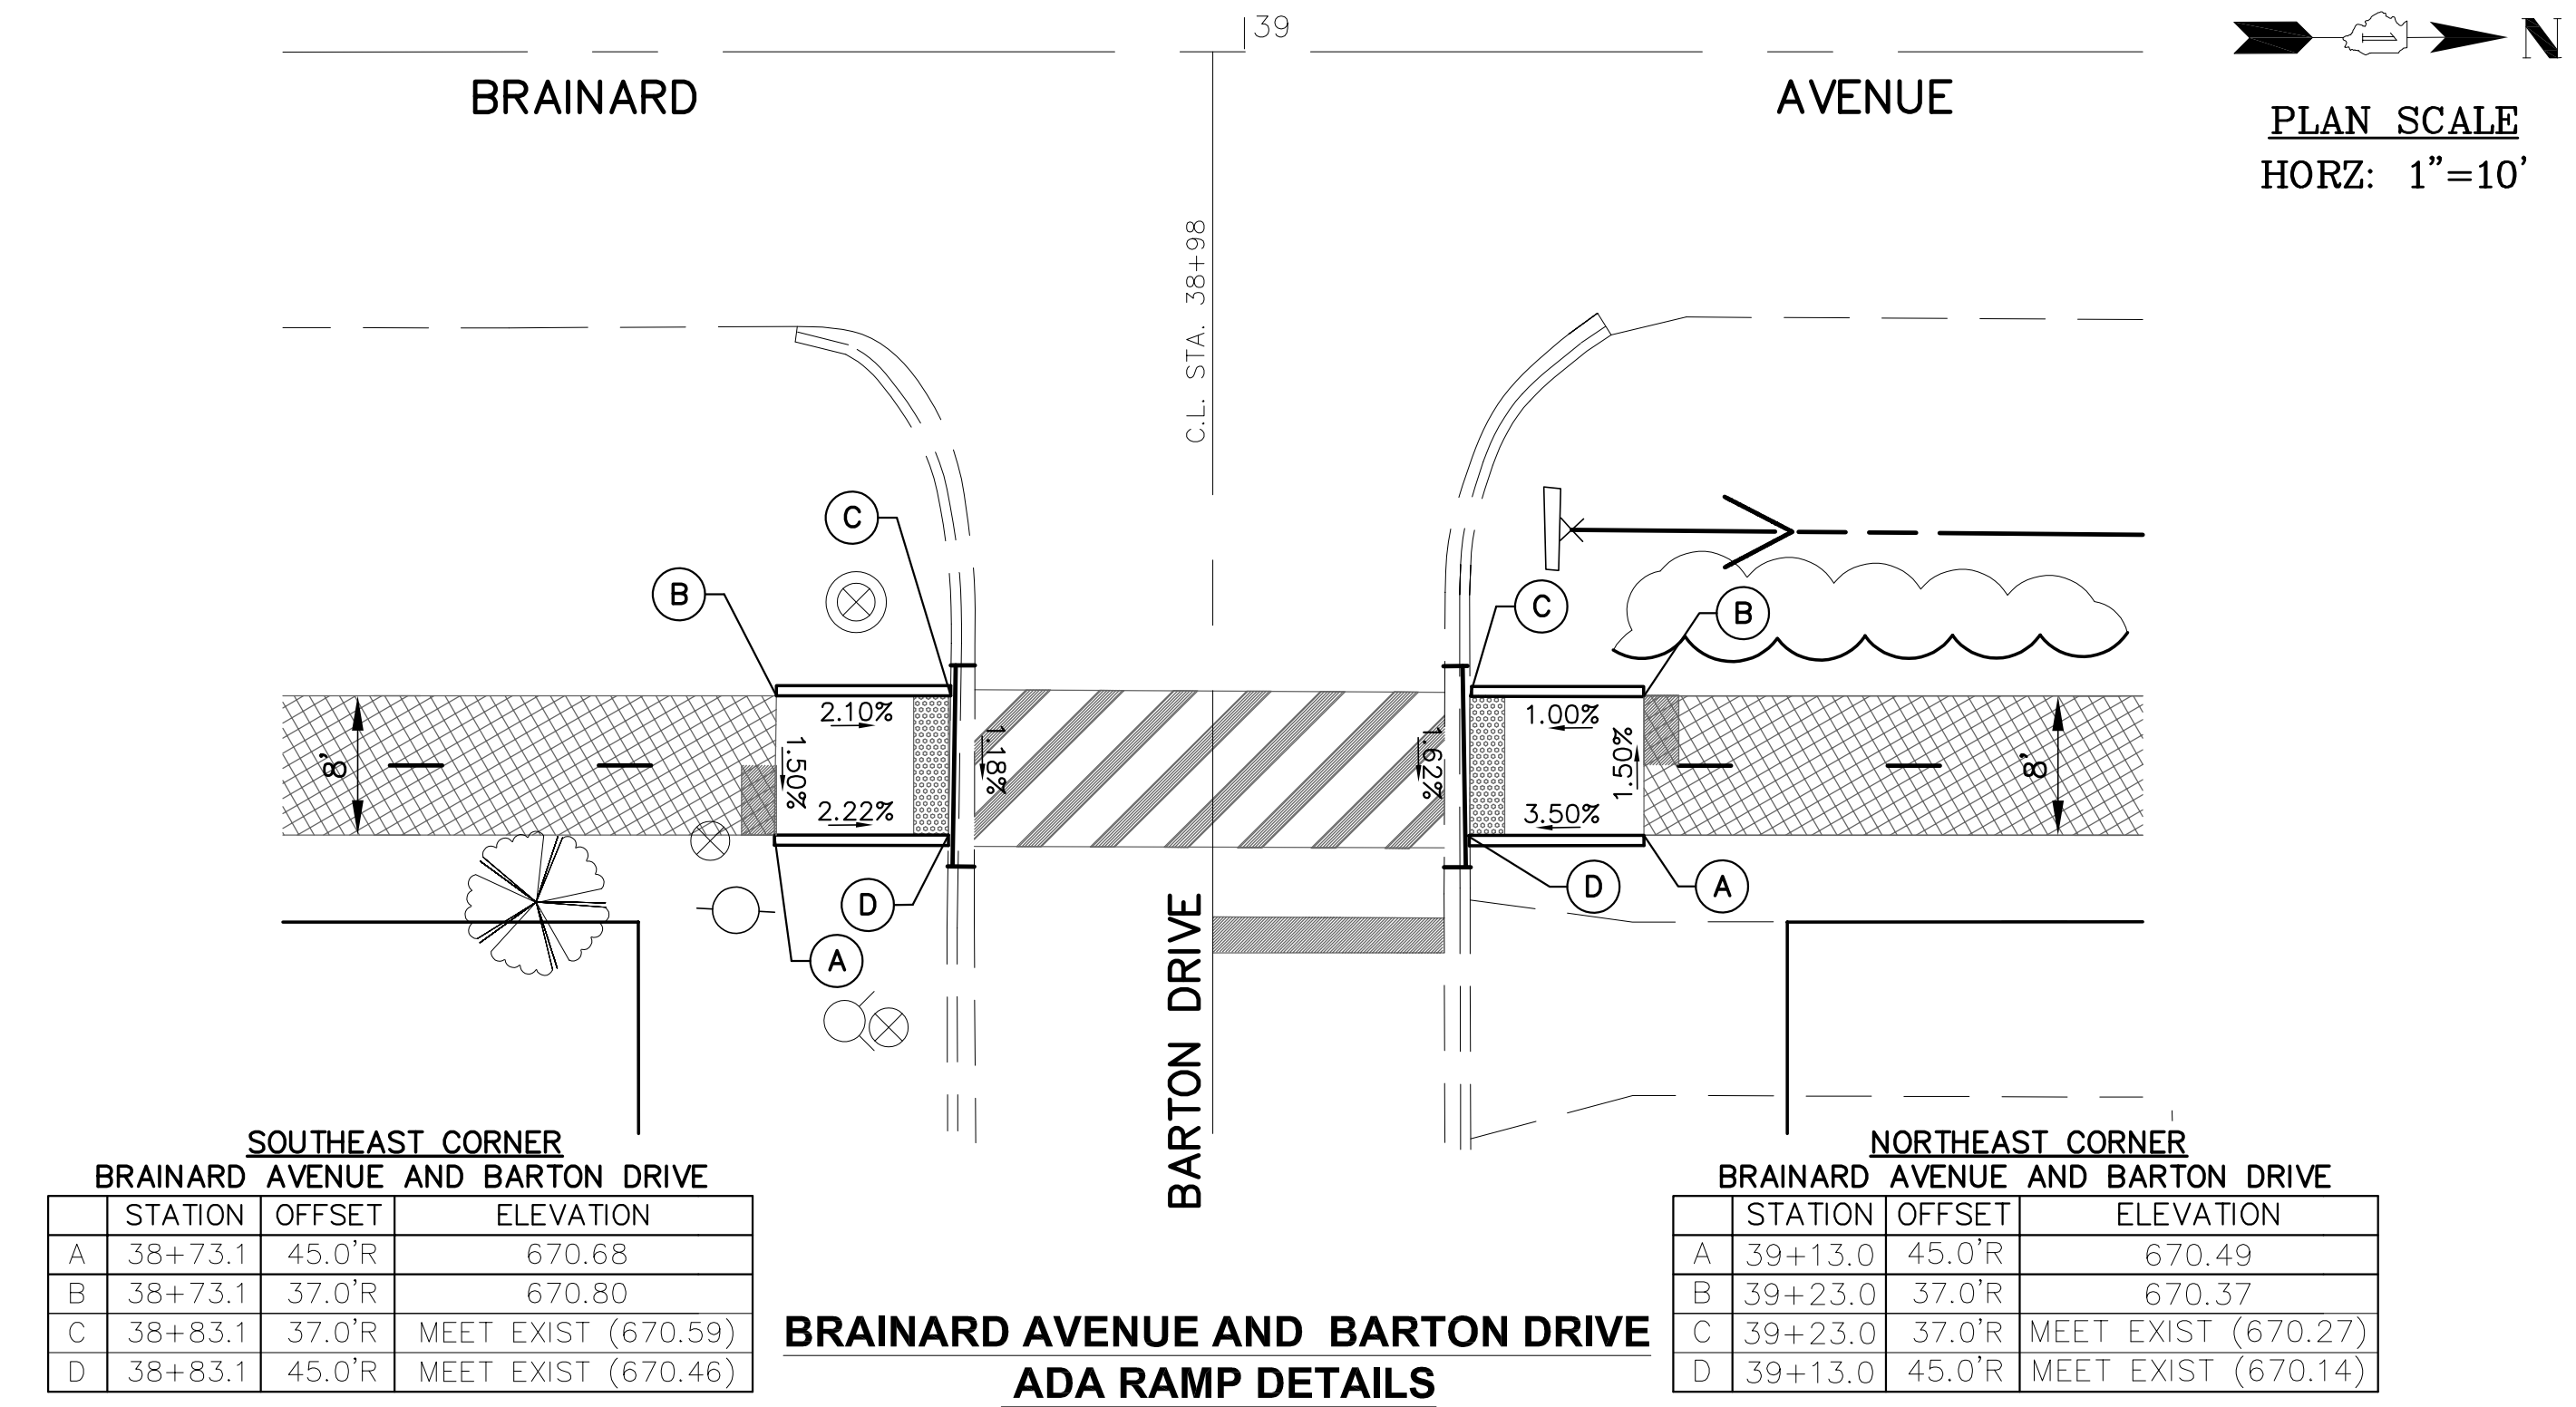 39
N
BRAINARD AVENUE
PLAN SCALE
HORZ: 1"=10'
C.L. STA. 38+98
C
B
C
B
2.10%
1.50%
2.22%
1.18%
1.62%
1.00%
1.50%
3.50%
8'
8'
D
A
D
A
BARTON DRIVE
SOUTHEAST CORNER
BRAINARD AVENUE AND BARTON DRIVE
STATION OFFSET ELEVATION
A 38+73.1 45.0'R 670.68
B 38+73.1 37.0'R 670.80
C 38+83.1 37.0'R MEET EXIST (670.59)
D 38+83.1 45.0'R MEET EXIST (670.46)
NORTHEAST CORNER
BRAINARD AVENUE AND BARTON DRIVE
STATION OFFSET ELEVATION
A 39+13.0 45.0'R 670.49
B 39+23.0 37.0'R 670.37
C 39+23.0 37.0'R MEET EXIST (670.27)
D 39+13.0 45.0'R MEET EXIST (670.14)
BRAINARD AVENUE AND BARTON DRIVE
ADA RAMP DETAILS